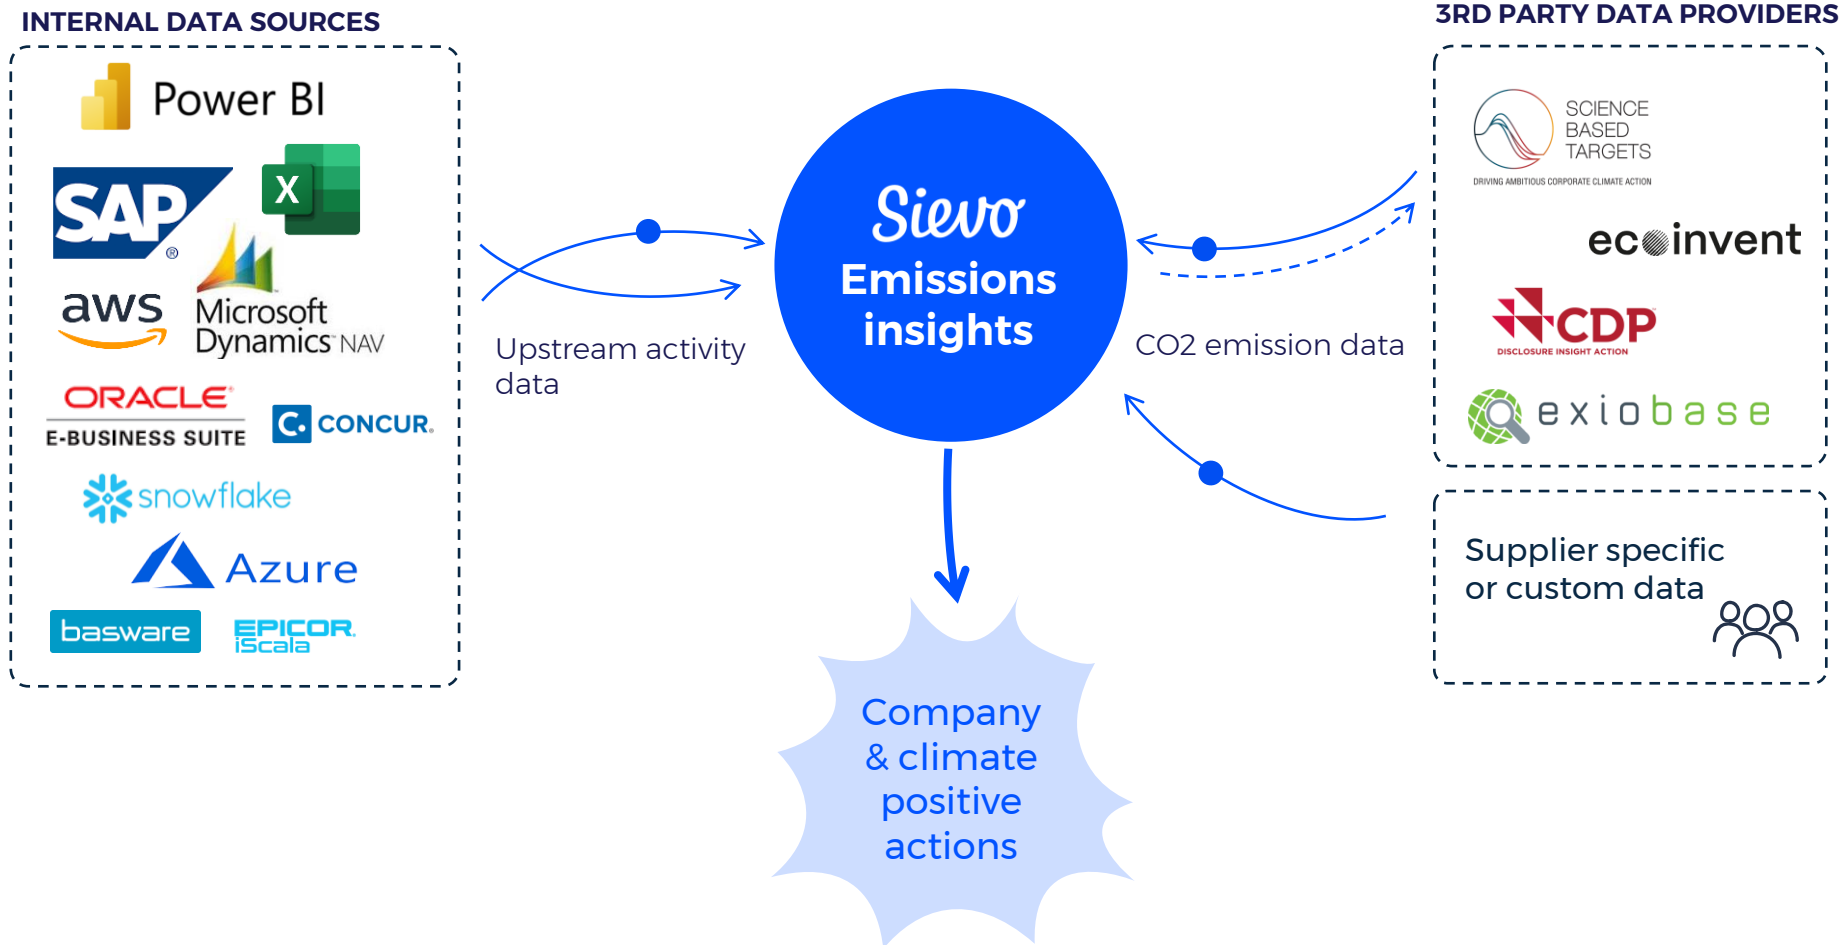 INTERNAL DATA SOURCES
Power BI
SAP
®
X
aws
Microsoft
Dynamics NAV
ORACLE
E-BUSINESS SUITE
C.
CONCUR.
snowflake
Azure
basware
EPICOR
iScala
Upstream activity
data
Sievo
Emissions
insights
CO2 emission data
Company
& climate
positive
actions
3RD PARTY DATA PROVIDERS
SCIENCE
BASED
TARGETS
DRIVING AMBITIOUS CORPORATE CLIMATE ACTION
ecoinvent
CDP
DISCLOSURE INSIGHT ACTION
exiobase
Supplier specific
or custom data